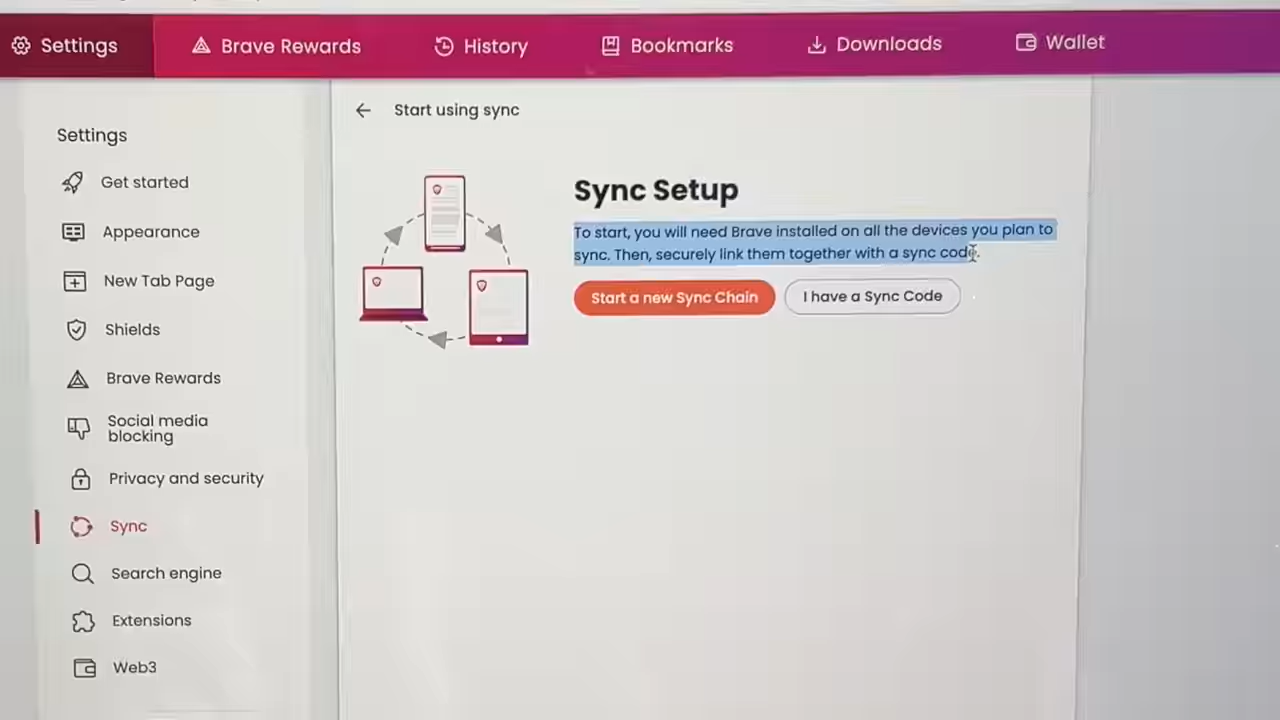 Settings
Brave Rewards
History
Bookmarks
Downloads
Wallet
Start using sync
Settings
Get started
Appearance
New Tab Page
Shields
Brave Rewards
Social media
blocking
Privacy and security
Sync
Search engine
Extensions
Web3
Sync Setup
To start, you will need Brave installed on all the devices you plan to
sync. Then, securely link them together with a sync code.
Start a new Sync Chain
I have a Sync Code